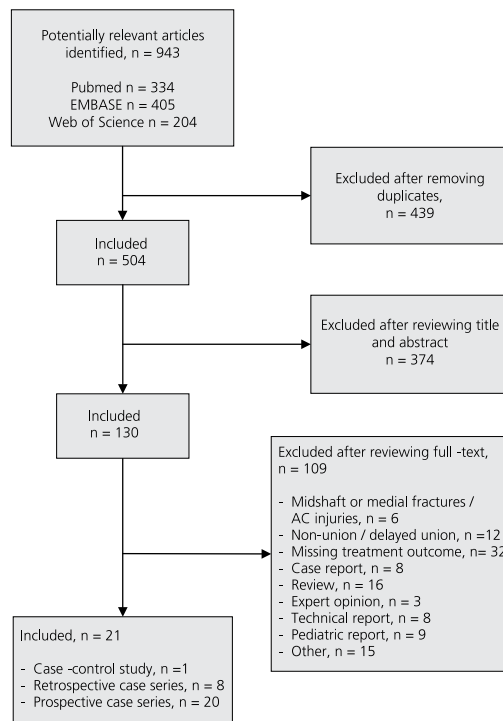 Potentially relevant articles
identified, n = 943
Pubmed = 334
EMBASE = 405
Web of Science = 204
Excluded after removing
duplicates,
n = 439
Included
n = 504
Excluded after reviewing title
and abstract
n = 374
Included
n = 130
Excluded after reviewing full -text,
n = 109
- Midshaft or medial fractures /
AC injuries, n = 6
- Non-union / delayed union, n =12
- Missing treatment outcome, n= 32
- Case report, n = 8
- Review, n = 16
- Expert opinion, n = 3
- Technical report, n = 8
- Pediatric report, n = 9
- Other, n = 15
Included, n = 21
- Case -control study, n =1
- Retrospective case series, n = 8
- Prospective case series, n = 20